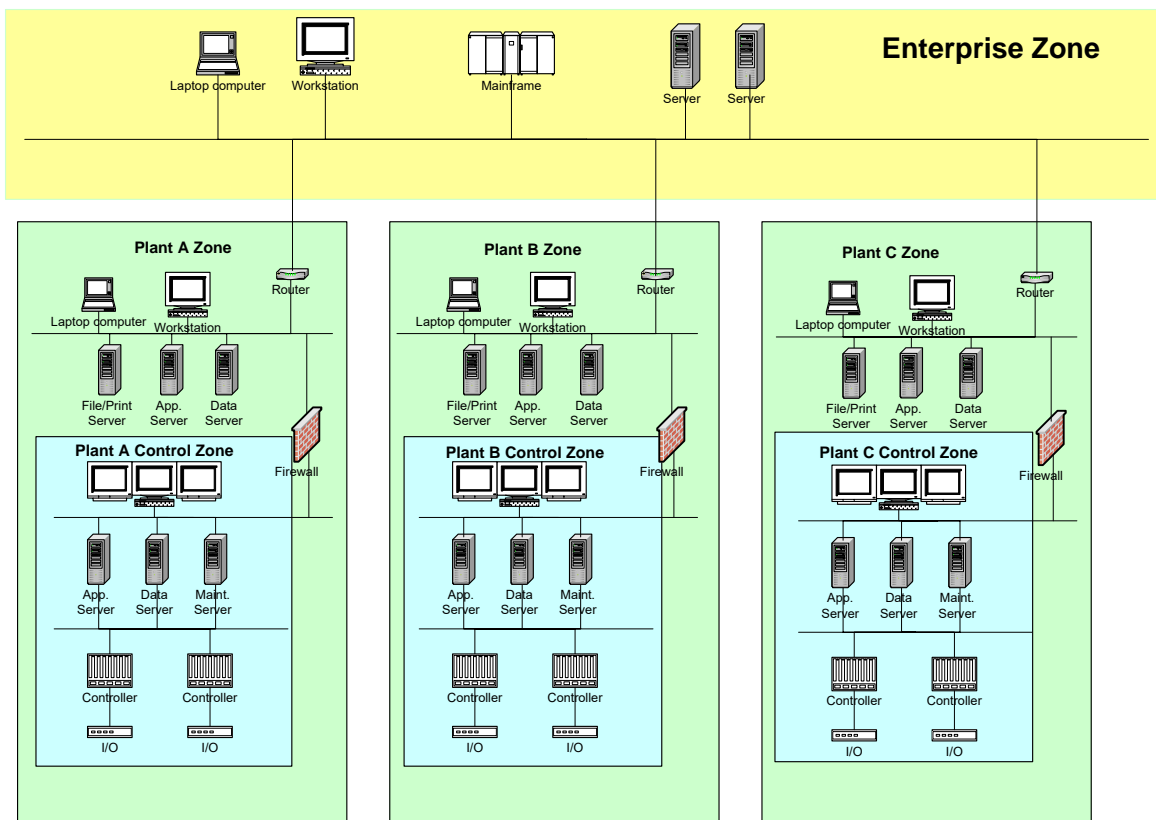 Enterprise Zone
Laptop computer
Workstation
Mainframe
Server
Server
Plant A Zone
Router
Laptop computer
Workstation
File/Print
Server
App.
Server
Data
Server
Firewall
Plant A Control Zone
App.
Server
Data
Server
Maint.
Server
Controller
Controller
I/O
I/O
Plant B Zone
Router
Laptop computer
Workstation
File/Print
Server
App.
Server
Data
Server
Firewall
Plant B Control Zone
App.
Server
Data
Server
Maint.
Server
Controller
Controller
I/O
I/O
Plant C Zone
Router
Laptop computer
Workstation
File/Print
Server
App.
Server
Data
Server
Firewall
Plant C Control Zone
App.
Server
Data
Server
Maint.
Server
Controller
Controller
I/O
I/O